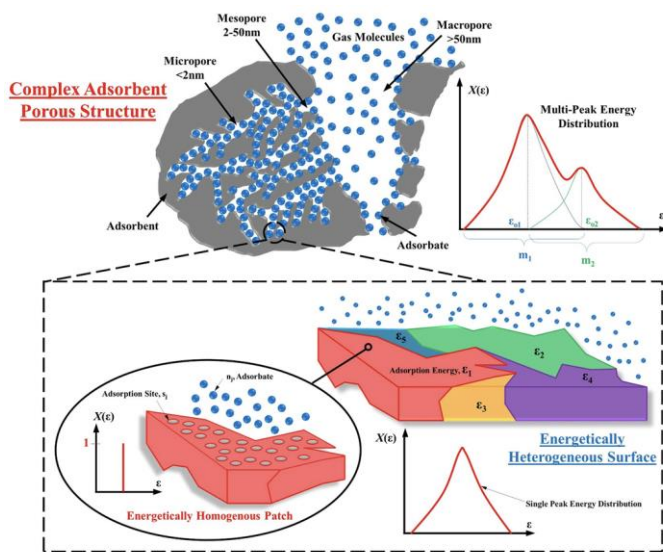 Mesopore
2-50nm
Gas Molecules
Macropore
>50nm
Micropore
<2nm
Complex Adsorbent
Porous Structure
X(ε)
Multi-Peak Energy
Distribution
Adsorbent
Adsorbate
εo1
εo2
ε
m1
m2
ε5
ε2
Adsorption Energy, ε1
ε4
ε3
nj, Adsorbate
Adsorption Site, sj
X(ε)
1
ε
Energetically Homogenous Patch
X(ε)
Energetically
Heterogeneous Surface
Single Peak Energy Distribution
ε